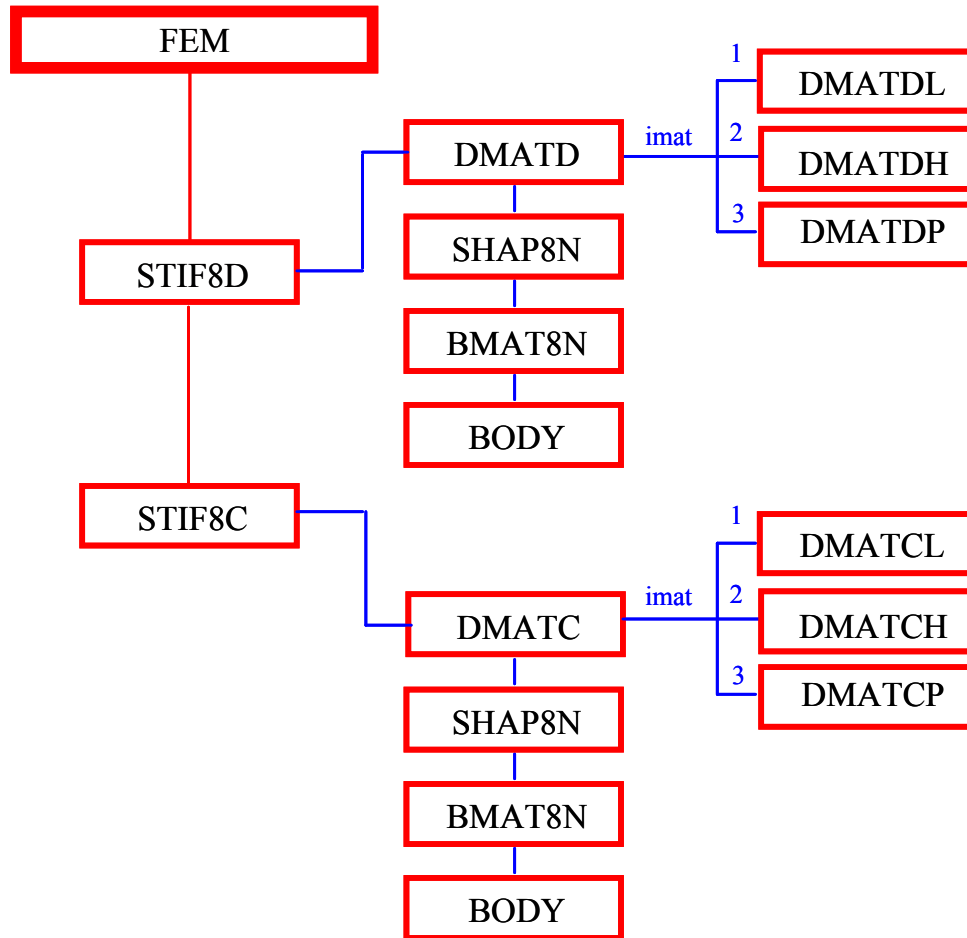 FEM
STIF8D
DMATD
imat
1
DMATDL
2
DMATDH
3
DMATDP
SHAP8N
BMAT8N
BODY
STIF8C
DMATC
imat
1
DMATCL
2
DMATCH
3
DMATCP
SHAP8N
BMAT8N
BODY